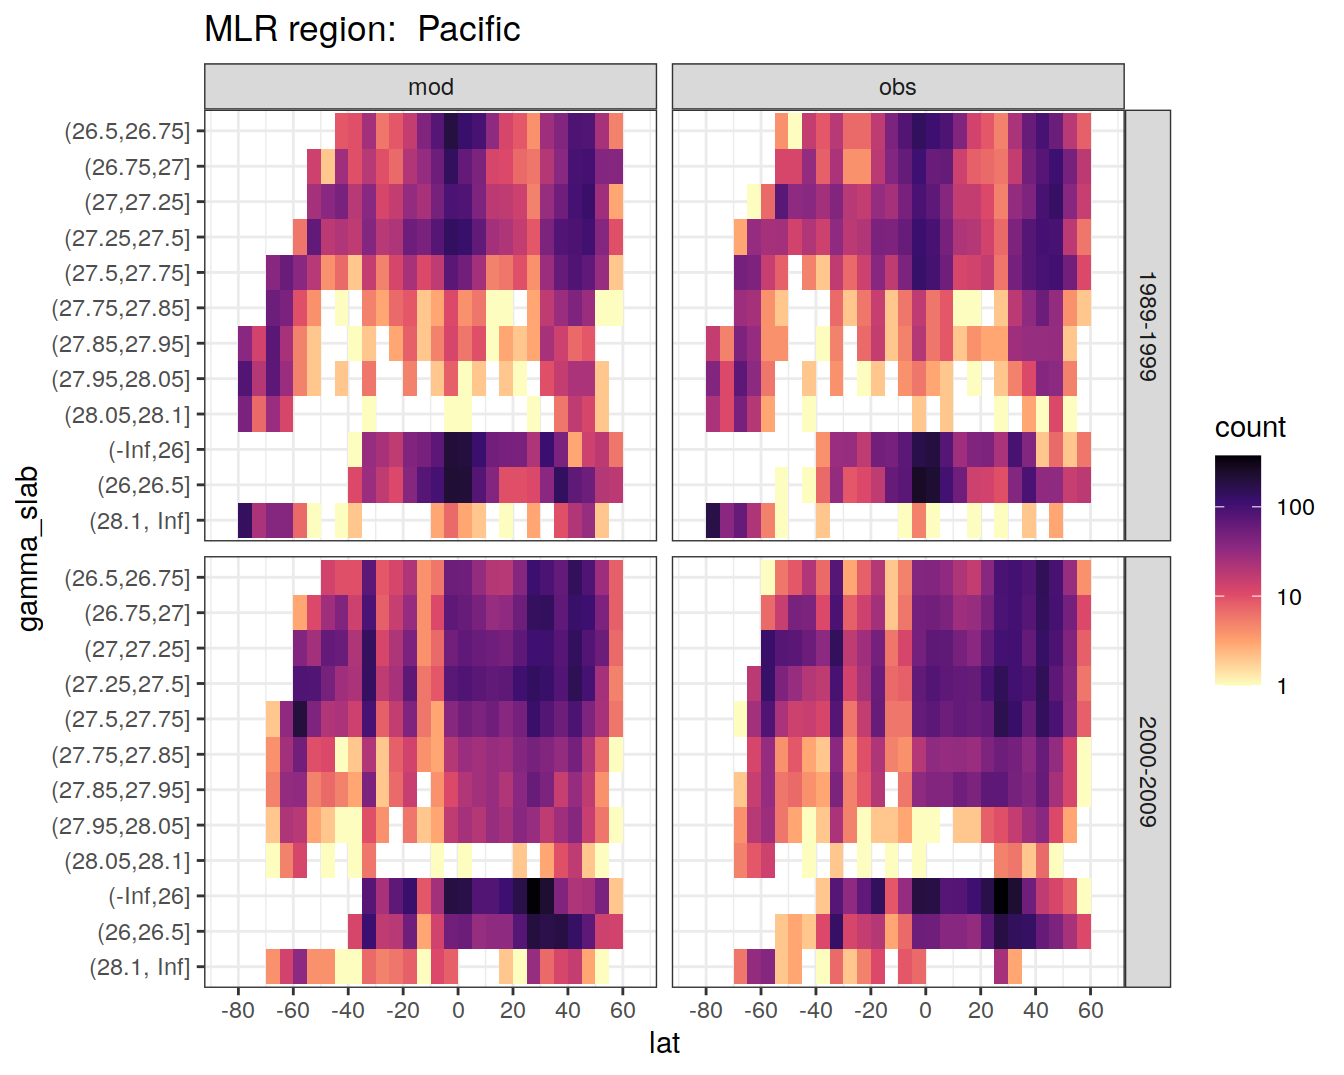 MLR region:  Pacific
mod
obs
(26.5,26.75]
(26.75,27]
(27,27.25]
(27.25,27.5]
(27.5,27.75]
(27.75,27.85]
(27.85,27.95]
(27.95,28.05]
(28.05,28.1]
(-Inf,26]
(26,26.5]
(28.1, Inf]
1989-1999
(26.5,26.75]
(26.75,27]
(27,27.25]
(27.25,27.5]
(27.5,27.75]
(27.75,27.85]
(27.85,27.95]
(27.95,28.05]
(28.05,28.1]
(-Inf,26]
(26,26.5]
(28.1, Inf]
2000-2009
gamma_slab
-80 -60 -40 -20 0 20 40 60
-80 -60 -40 -20 0 20 40 60
lat
count
100
10
1